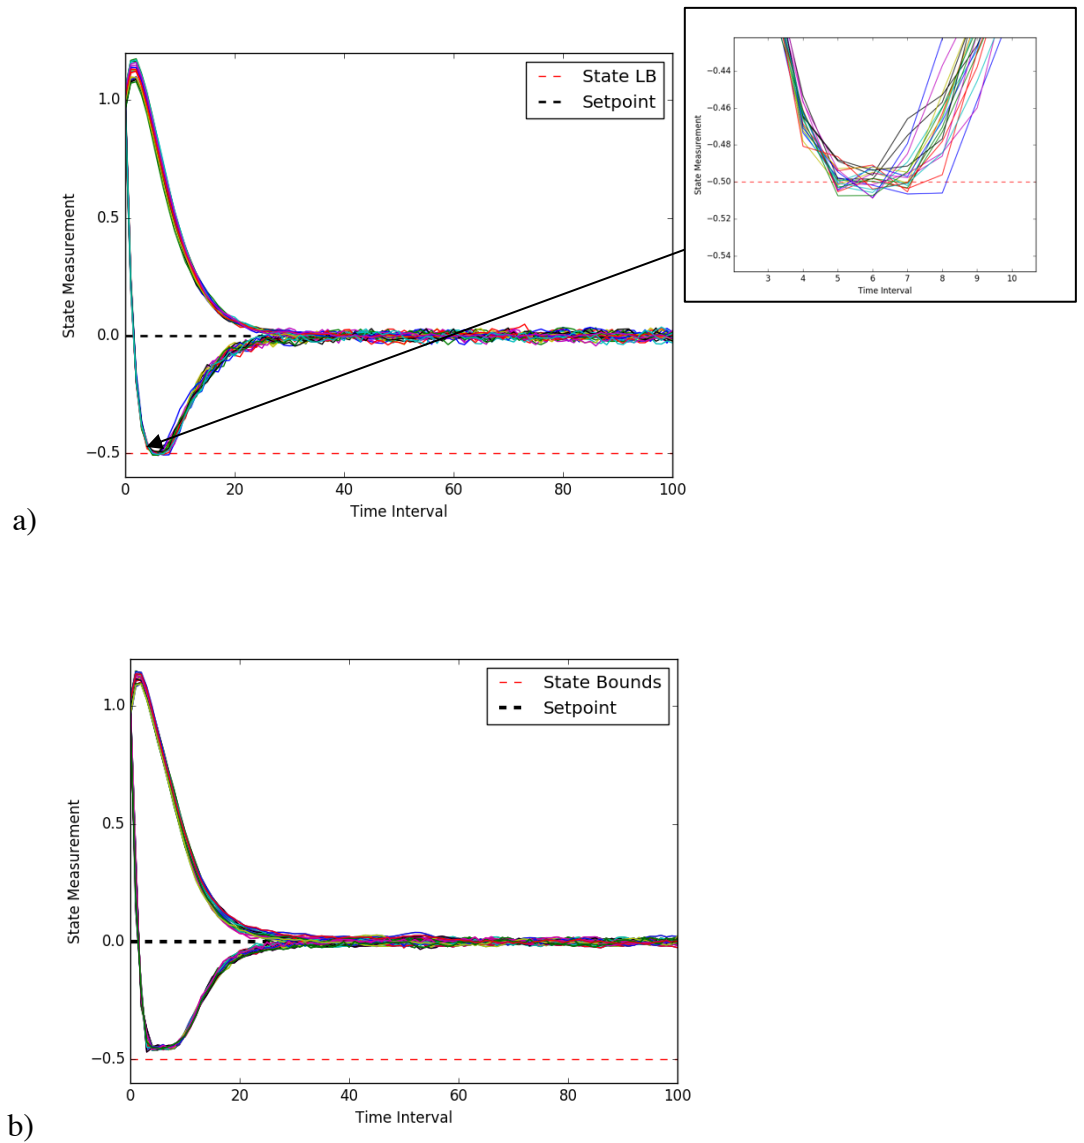 State LB
Setpoint
1.0
0.5
0.0
−0.5
0 20 40 60 80 100
State Measurement
Time Interval
−0.44
−0.46
−0.48
−0.50
−0.52
−0.54
3 4 5 6 7 8 9 10
State Measurement
Time Interval
a)
State Bounds
Setpoint
1.0
0.5
0.0
−0.5
0 20 40 60 80 100
State Measurement
Time Interval
b)